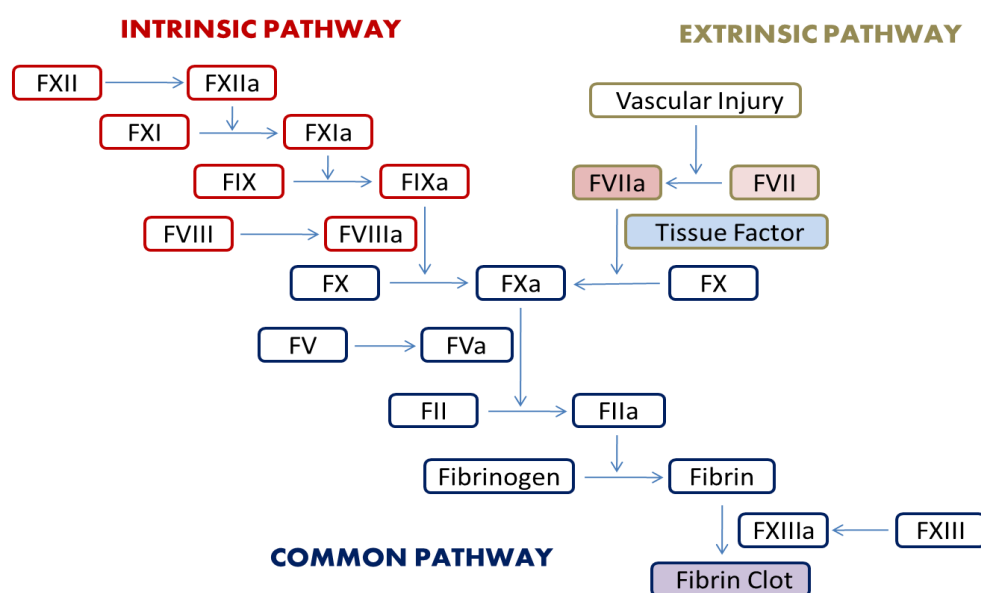 INTRINSIC PATHWAY
EXTRINSIC PATHWAY
FXII
FXIIa
Vascular Injury
FXI
FXIa
FIX
FIXa
FVIIa
FVII
FVIII
FVIIIa
Tissue Factor
FX
FXa
FX
FV
FVa
FII
FIIa
Fibrinogen
Fibrin
FXIIIa
FXIII
COMMON PATHWAY
Fibrin Clot